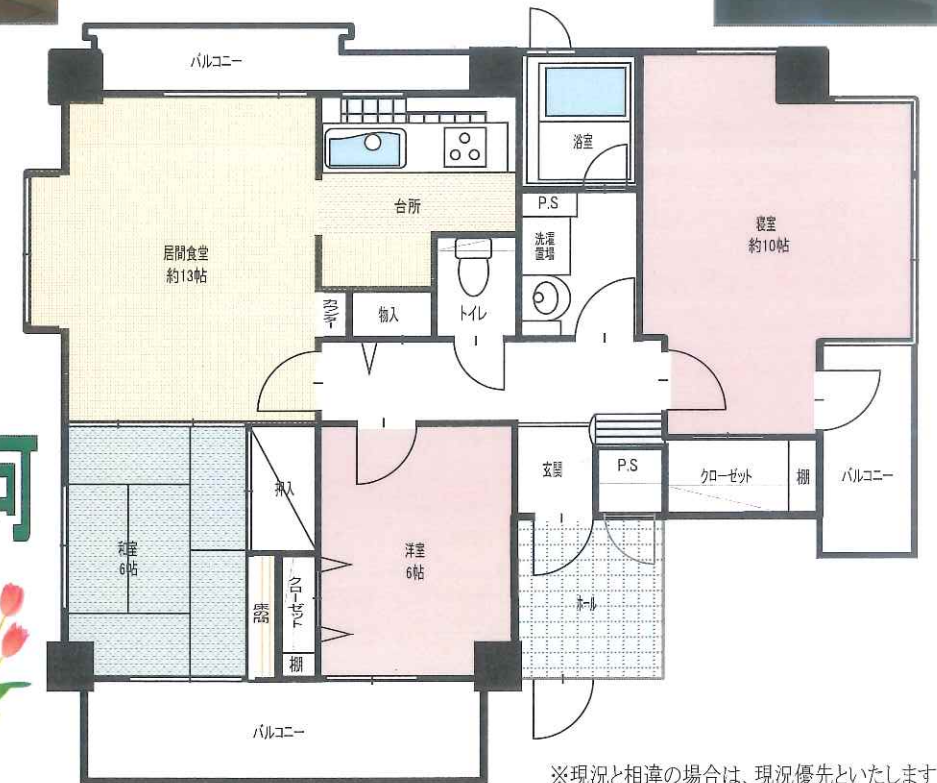 バルコニー
浴室
台所
P.S
洗濯
置場
寝室
約10帖
居間食堂
約13帖
カウンター
物入
トイレ
玄関
P.S
クローゼット
棚
バルコニー
押入
和室
6帖
洋室
6帖
クローゼット
床の間
棚
ホール
バルコニー
※現況と相違の場合は、現況優先といたします